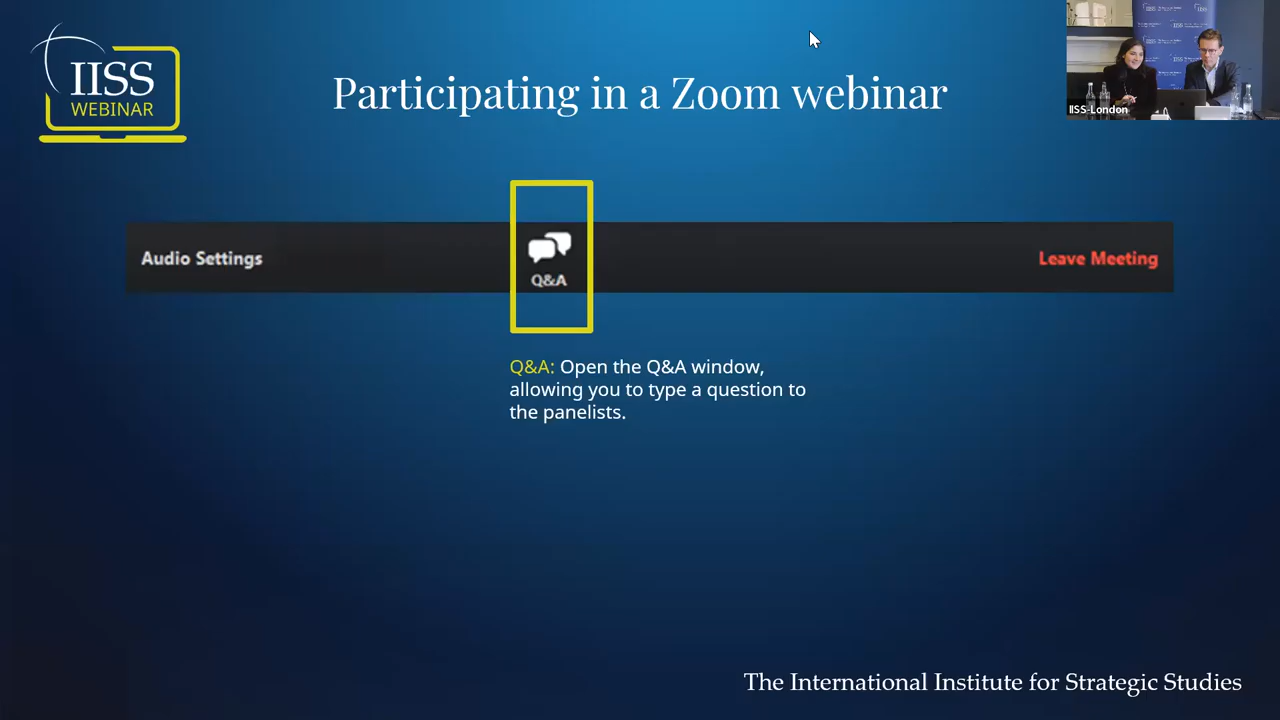 IISS
WEBINAR
Participating in a Zoom webinar
IISS-London
Audio Settings
Q&A
Leave Meeting
Q&A: Open the Q&A window,
allowing you to type a question to
the panelists.
The International Institute for Strategic Studies